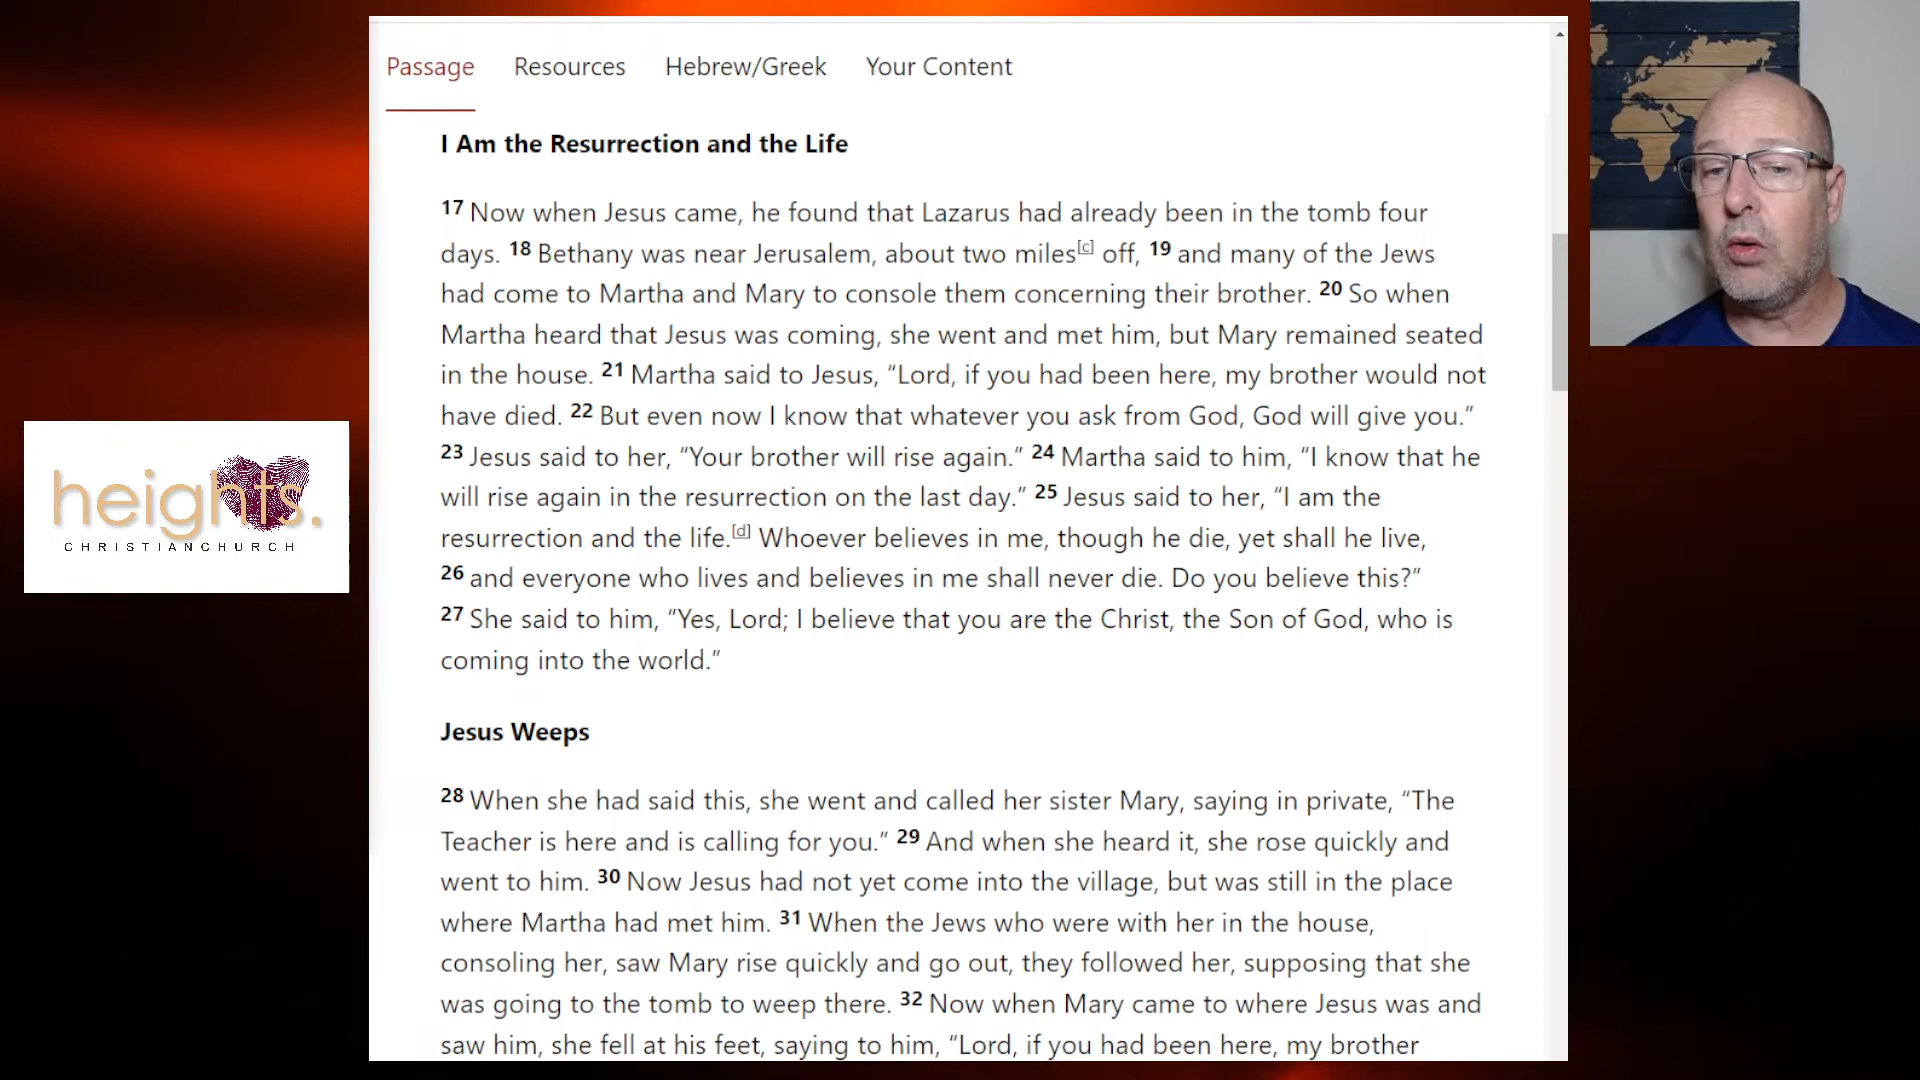 Passage Resources Hebrew/Greek Your Content
I Am the Resurrection and the Life
17 Now when Jesus came, he found that Lazarus had already been in the tomb four
days. 18 Bethany was near Jerusalem, about two miles[c] off, 19 and many of the Jews
had come to Martha and Mary to console them concerning their brother. 20 So when
Martha heard that Jesus was coming, she went and met him, but Mary remained seated
in the house. 21 Martha said to Jesus, “Lord, if you had been here, my brother would not
have died. 22 But even now I know that whatever you ask from God, God will give you.”
23 Jesus said to her, “Your brother will rise again.” 24 Martha said to him, “I know that he
will rise again in the resurrection on the last day.” 25 Jesus said to her, “I am the
resurrection and the life.[d] Whoever believes in me, though he die, yet shall he live,
26 and everyone who lives and believes in me shall never die. Do you believe this?”
27 She said to him, “Yes, Lord; I believe that you are the Christ, the Son of God, who is
coming into the world.”
Jesus Weeps
28 When she had said this, she went and called her sister Mary, saying in private, “The
Teacher is here and is calling for you.” 29 And when she heard it, she rose quickly and
went to him. 30 Now Jesus had not yet come into the village, but was still in the place
where Martha had met him. 31 When the Jews who were with her in the house,
consoling her, saw Mary rise quickly and go out, they followed her, supposing that she
was going to the tomb to weep there. 32 Now when Mary came to where Jesus was and
saw him, she fell at his feet, saying to him, “Lord, if you had been here, my brother
heights.
CHRISTIANCHURCH